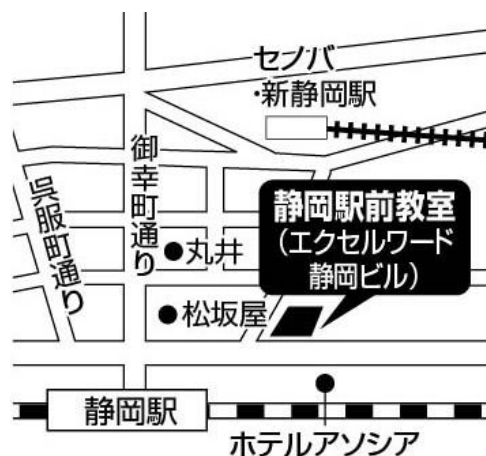 セノバ
・新静岡駅
御幸町通り
呉服町通り
静岡駅前教室
(エクセルワード
静岡ビル)
丸井
松坂屋
静岡駅
ホテルアソシア